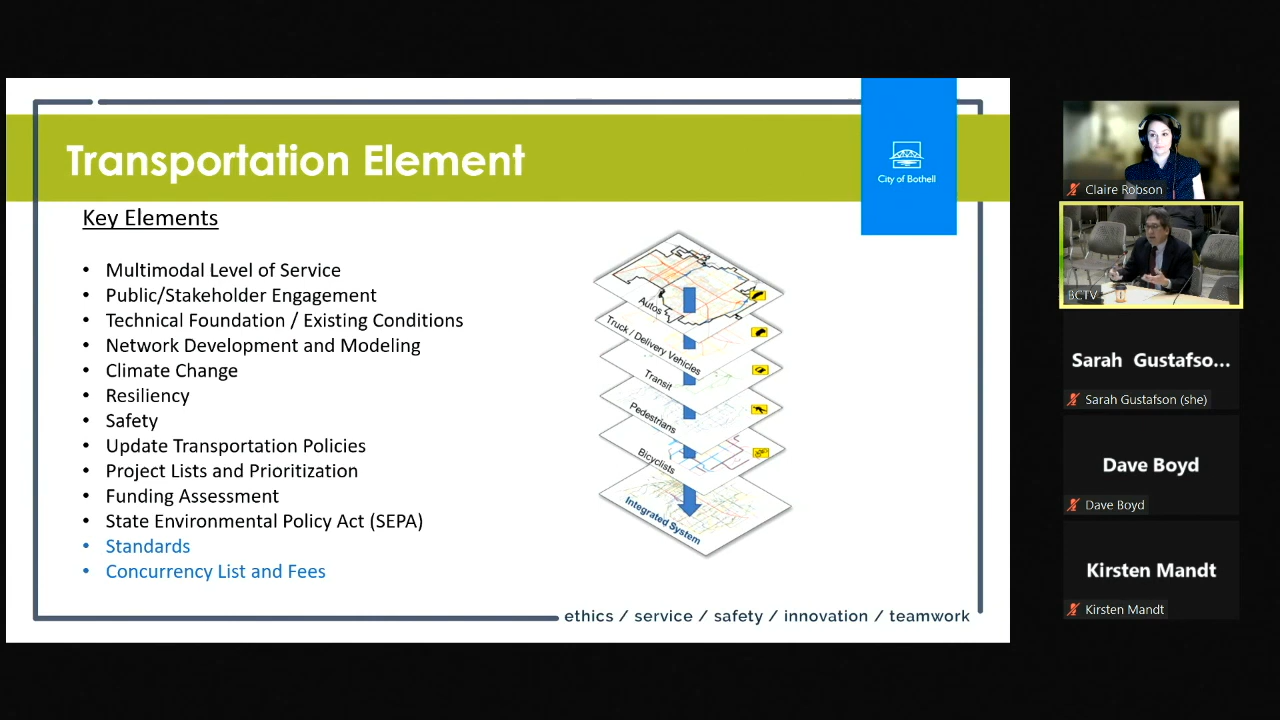 Transportation Element
City of Bothell
Key Elements
• Multimodal Level of Service
• Public/Stakeholder Engagement
• Technical Foundation / Existing Conditions
• Network Development and Modeling
• Climate Change
• Resiliency
• Safety
• Update Transportation Policies
• Project Lists and Prioritization
• Funding Assessment
• State Environmental Policy Act (SEPA)
• Standards
• Concurrency List and Fees
Autos
Truck / Delivery Vehicles
Transit
Pedestrians
Bicyclists
Integrated System
ethics / service / safety / innovation / teamwork
Claire Robson
BCTV
Sarah Gustafso...
Sarah Gustafson (she)
Dave Boyd
Dave Boyd
Kirsten Mandt
Kirsten Mandt